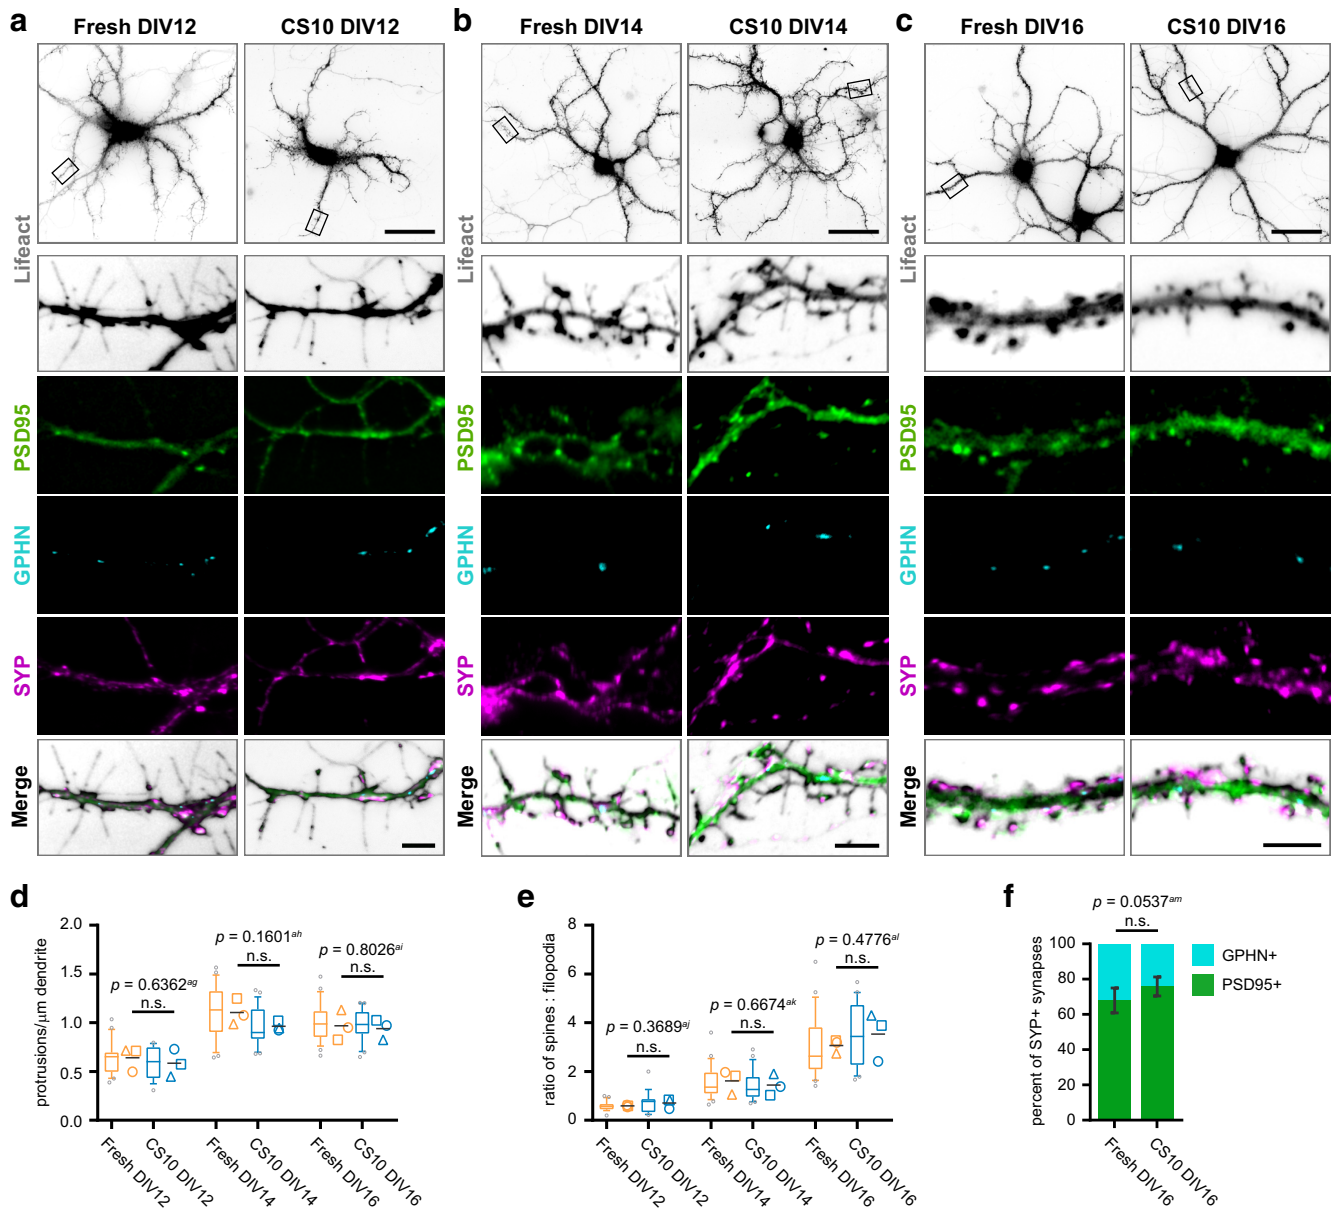 a
Fresh DIV12
CS10 DIV12
b
Fresh DIV14
CS10 DIV14
c
Fresh DIV16
CS10 DIV16
Lifeact
PSD95
GPHN
SYP
Merge
Lifeact
PSD95
GPHN
SYP
Merge
Lifeact
PSD95
GPHN
SYP
Merge
d
protrusions/µm dendrite
2.0
1.5
1.0
0.5
0.0
p = 0.6362ag
n.s.
p = 0.1601ah
n.s.
p = 0.8026ai
n.s.
Fresh DIV12
CS10 DIV12
Fresh DIV14
CS10 DIV14
Fresh DIV16
CS10 DIV16
e
ratio of spines : filopodia
8
6
4
2
0
p = 0.3689aj
n.s.
p = 0.6674ak
n.s.
p = 0.4776al
n.s.
Fresh DIV12
CS10 DIV12
Fresh DIV14
CS10 DIV14
Fresh DIV16
CS10 DIV16
f
percent of SYP+ synapses
p = 0.0537am
n.s.
100
80
60
40
20
0
GPHN+
PSD95+
Fresh DIV16
CS10 DIV16